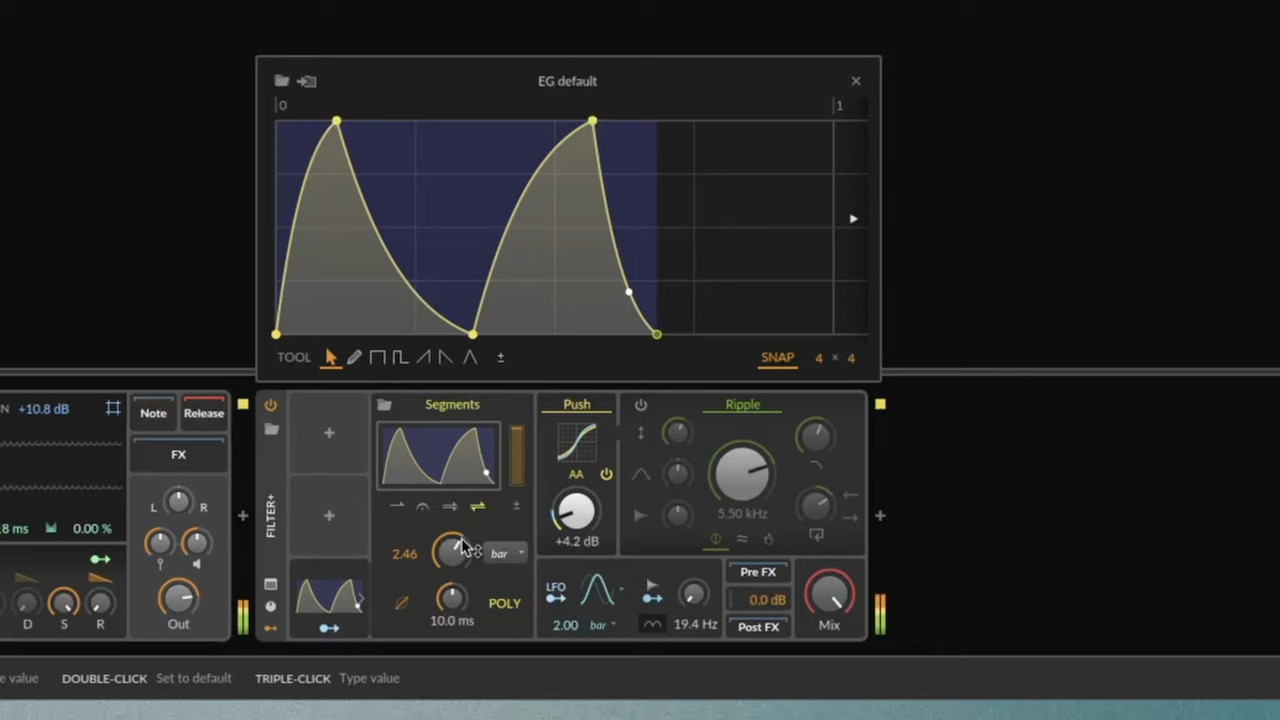 EG default
0 1
TOOL ± SNAP 4 × 4
N +10.8 dB Note Release
FX
L R
8 ms 0.00 %
D S R Out
FILTER+
Segments
2.46 bar
POLY
10.0 ms
Push
AA
+4.2 dB
Ripple
5.50 kHz
LFO
2.00 bar 19.4 Hz
Pre FX
0.0 dB
Post FX
Mix
e value DOUBLE-CLICK Set to default TRIPLE-CLICK Type value